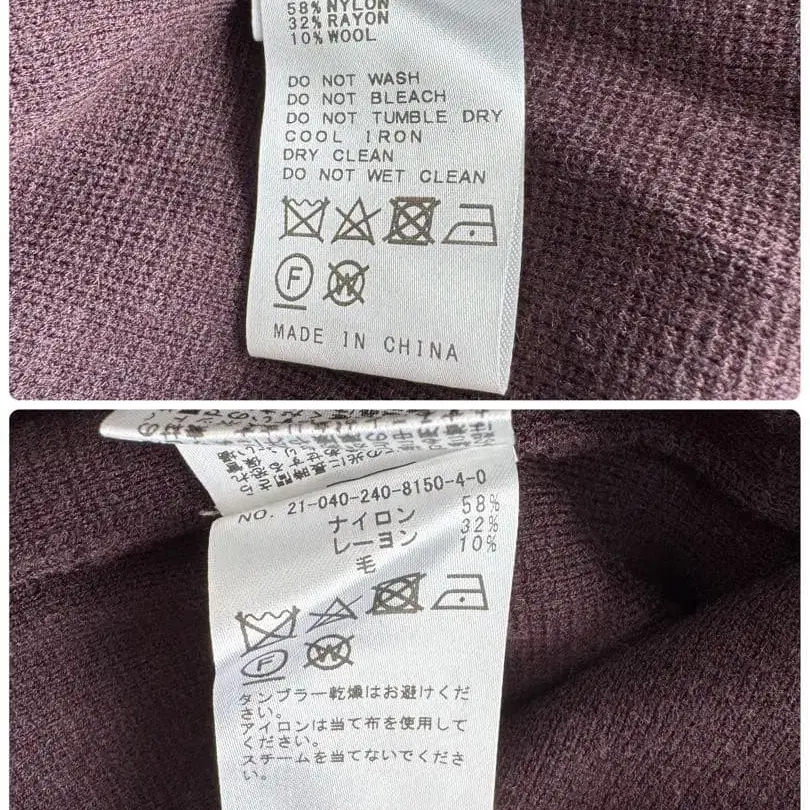 58%NYLON
32%RAYON
10%WOOL
DO NOT WASH
DO NOT BLEACH
DO NOT TUMBLE DRY
COOL IRON
DRY CLEAN
DO NOT WET CLEAN
F W
MADE IN CHINA
NO. 21-040-240-8150-4-0
ナイロン 58%
レーヨン 32%
毛 10%
F W
タンブラー乾燥はお避けくだ
さい。
アイロンは当て布を使用して
ください。
スチームを当てないでくださ
い。